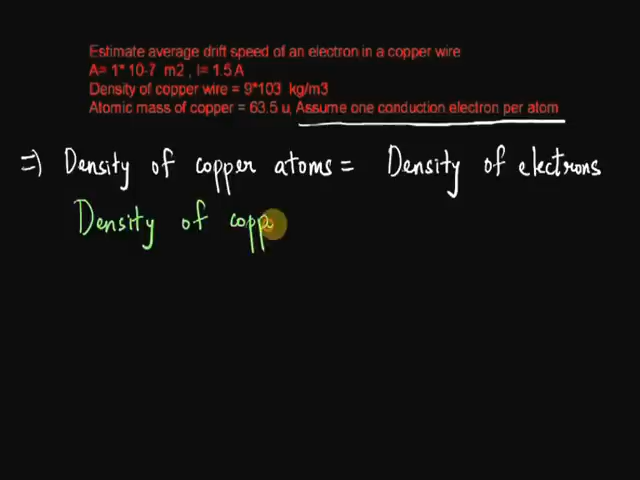 Estimate average drift speed of an electron in a copper wire
A= 1* 10-7 m2 , I= 1.5 A
Density of copper wire = 9*103 kg/m3
Atomic mass of copper = 63.5 u, Assume one conduction electron per atom
=) Density of copper atoms = Density of electrons
Density of copp